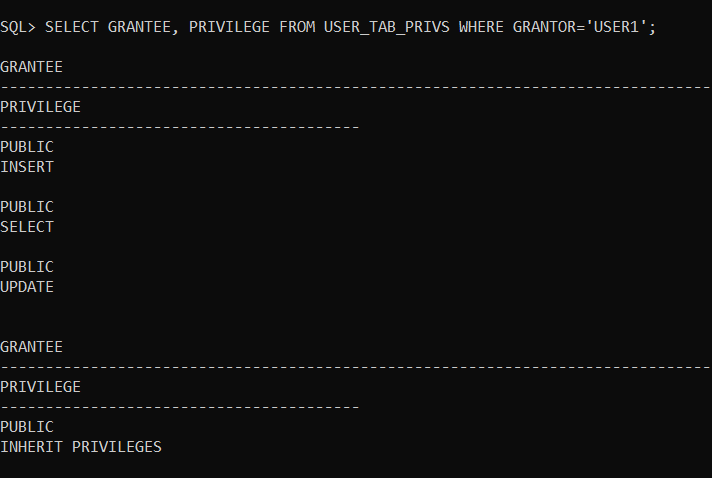 SQL> SELECT GRANTEE, PRIVILEGE FROM USER_TAB_PRIVS WHERE GRANTOR='USER1';
GRANTEE
--------------------------------------------------------------------------------
PRIVILEGE
----------------------------------------
PUBLIC
INSERT
PUBLIC
SELECT
PUBLIC
UPDATE
GRANTEE
--------------------------------------------------------------------------------
PRIVILEGE
----------------------------------------
PUBLIC
INHERIT PRIVILEGES